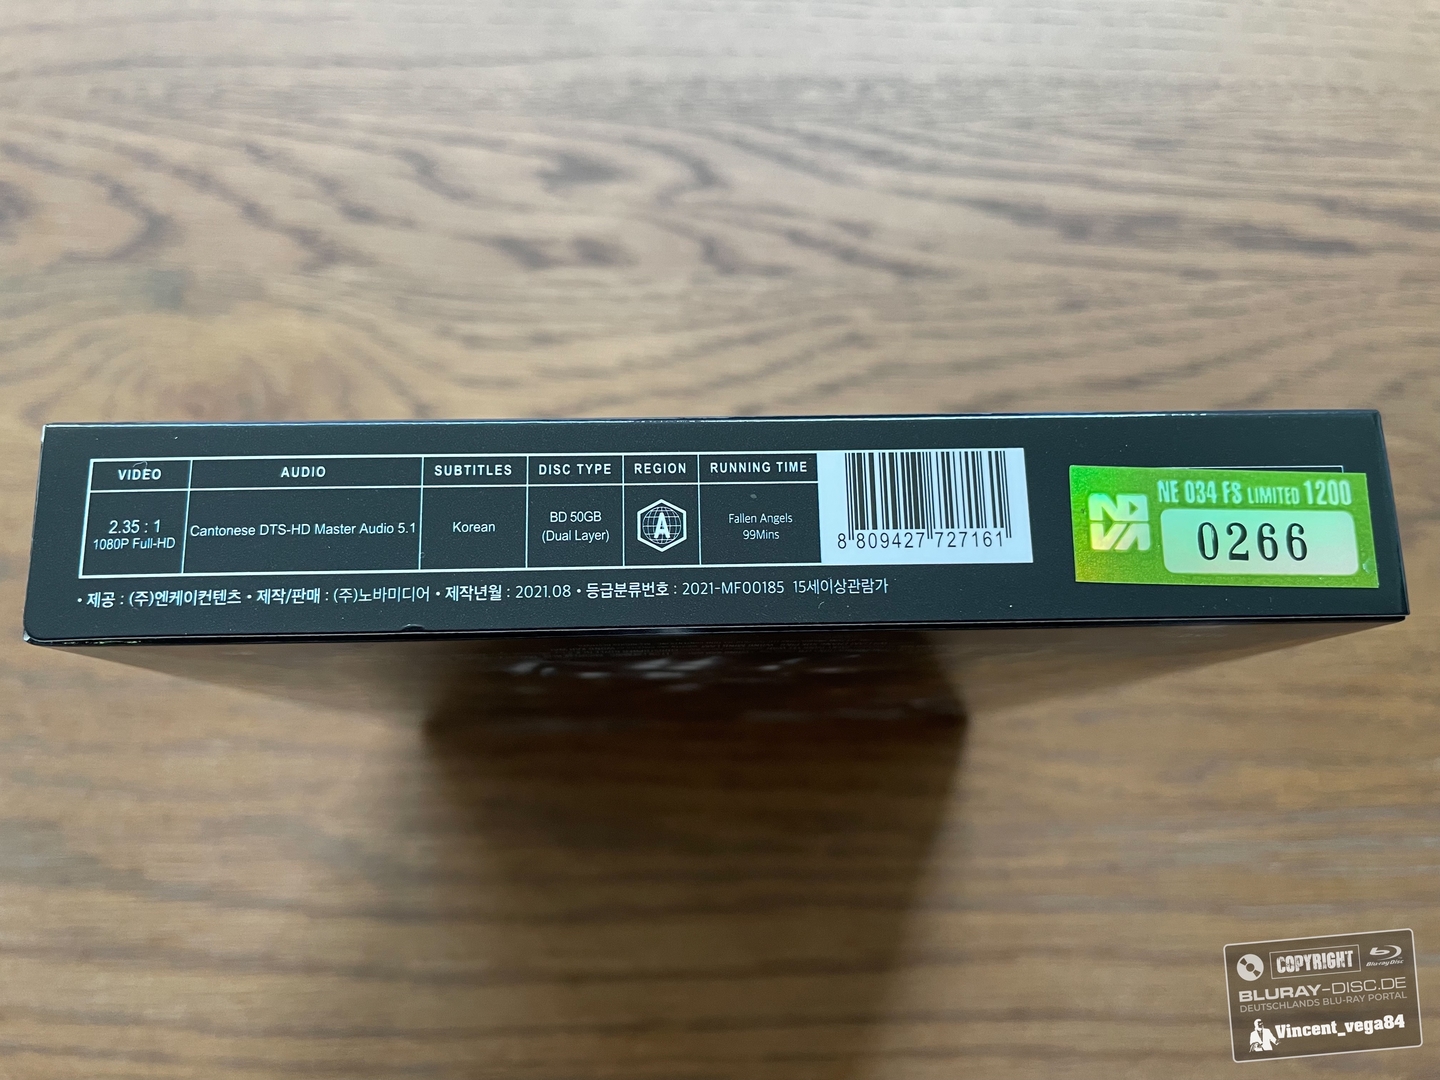 VIDEO AUDIO SUBTITLES DISC TYPE REGION RUNNING TIME
2.35 : 1
1080P Full-HD
Cantonese DTS-HD Master Audio 5.1
Korean
BD 50GB
(Dual Layer)
A
Fallen Angels
99Mins
8 809427 727161
• 제공 : (주)엔케이컨텐츠 • 제작/판매 : (주)노바미디어 • 제작년월 : 2021.08 • 등급분류번호 : 2021-MF00185 15세이상관람가
NOVA
NE 034 FS LIMITED 1200
0266
COPYRIGHT
Blu-ray Disc
BLURAY-DISC.DE
DEUTSCHLANDS BLU-RAY PORTAL
Vincent_vega84